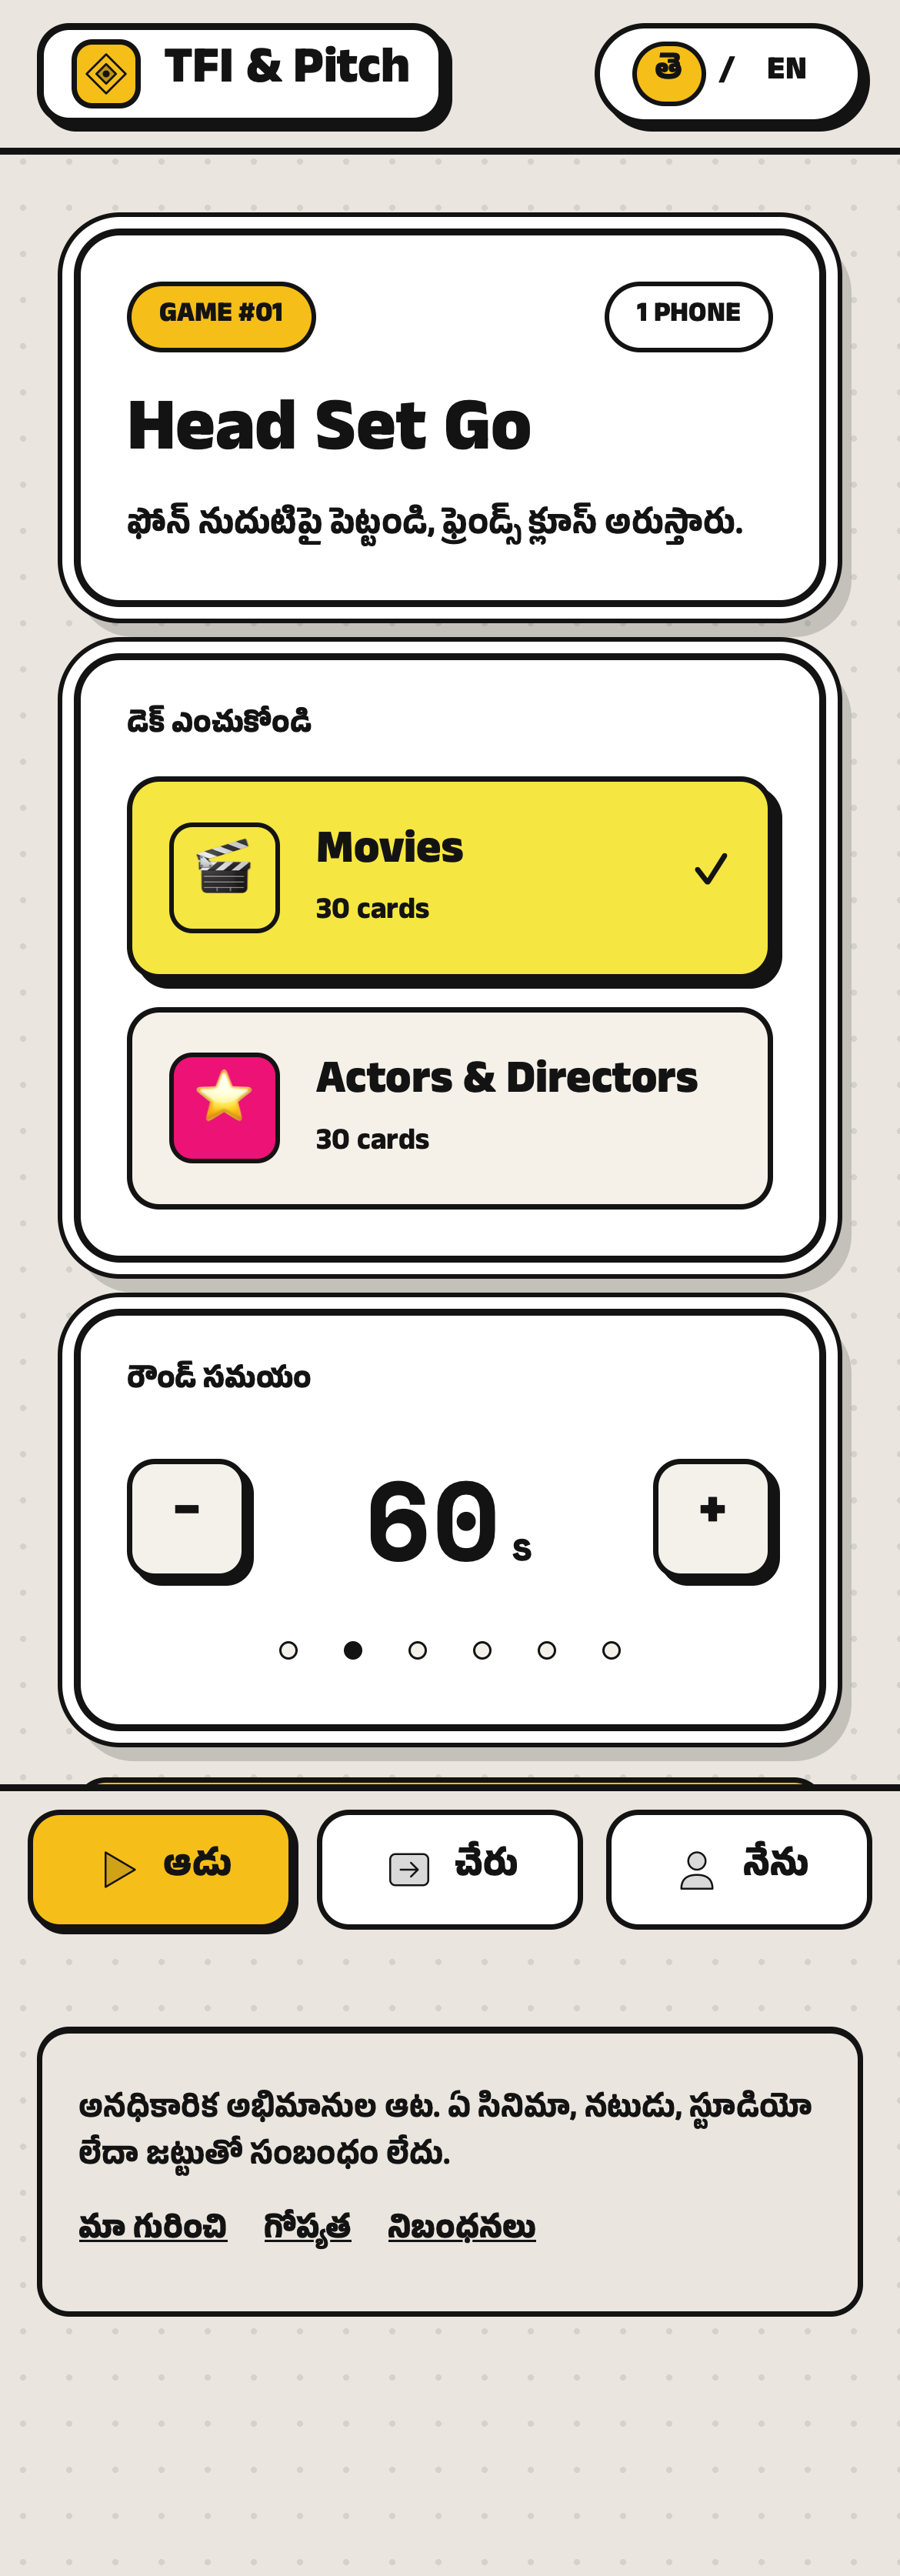 TFI & Pitch
తె / EN
GAME #01
1 PHONE
Head Set Go
ఫోన్ నుదుటిపై పెట్టండి, ఫ్రెండ్స్ క్లూస్ అరుస్తారు.
డెక్ ఎంచుకోండి
Movies
30 cards
Actors & Directors
30 cards
రౌండ్ సమయం
- 60 s +
ఆడు
చేరు
నేను
అనధికారిక అభిమానుల ఆట. ఏ సినిమా, నటుడు, స్టూడియో
లేదా జట్టుతో సంబంధం లేదు.
మా గురించి గోప్యత నిబంధనలు